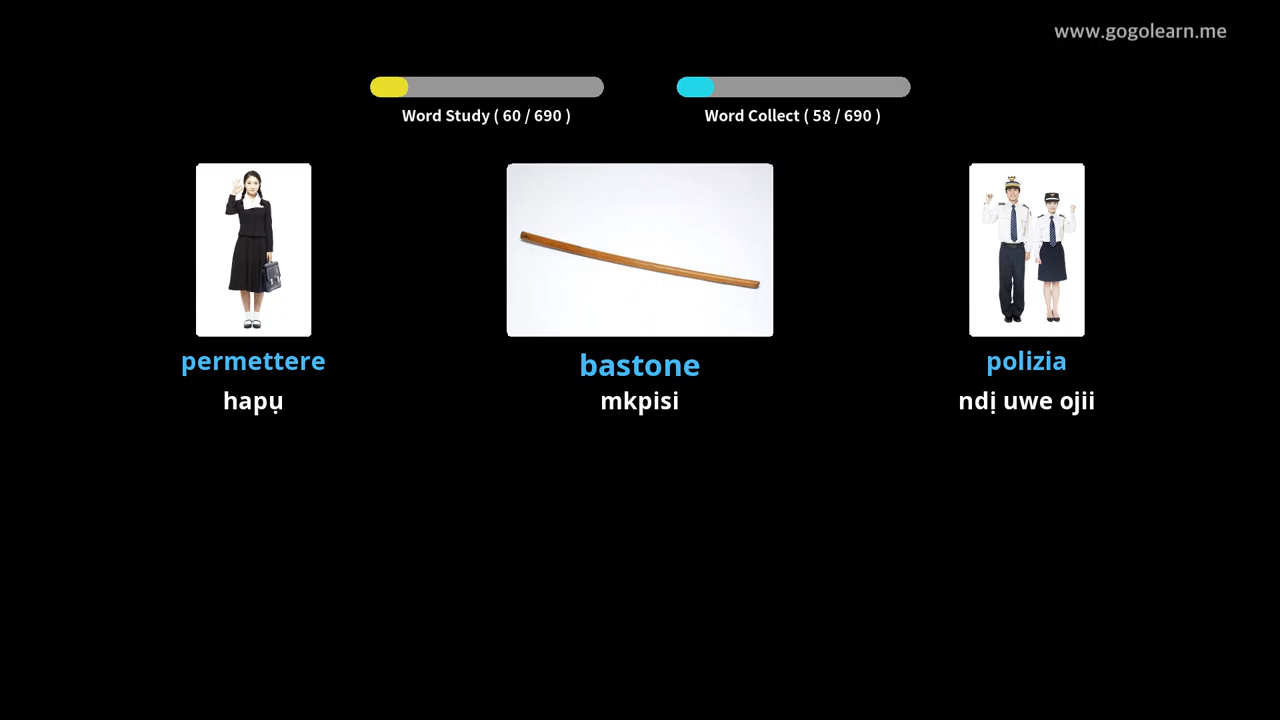 www.gogolearn.me
Word Study ( 60 / 690 )
Word Collect ( 58 / 690 )
permettere
hapụ
bastone
mkpisi
polizia
ndị uwe ojii